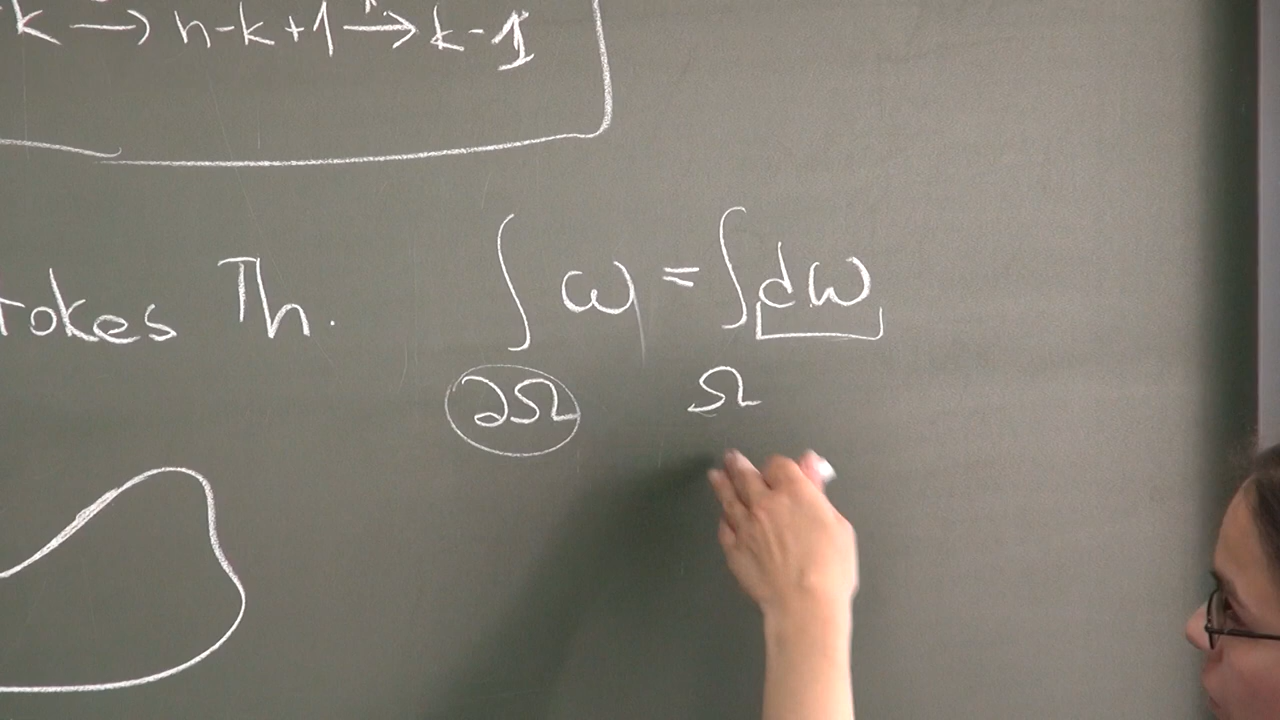 k → n-k+1 → k-1
tokes Th. ∫ ω = ∫ dω
∂Ω Ω